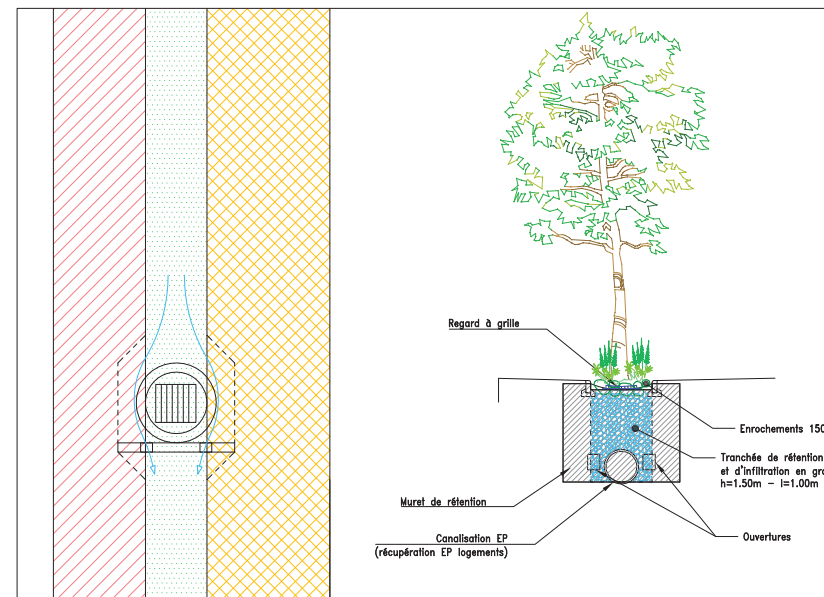 Regard à grille
Enrochements 150
Tranchée de rétention
et d'infiltration en gra
h=1.50m - l=1.00m
Muret de rétention
Canalisation EP
(récupération EP logements)
Ouvertures